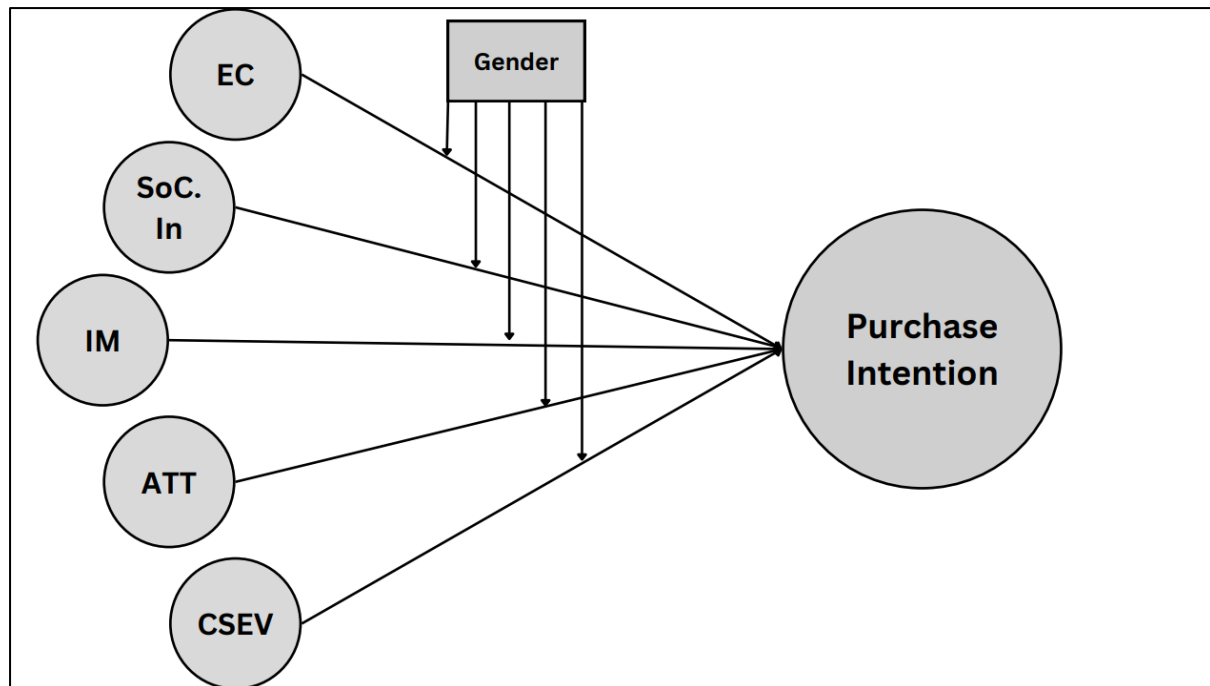 EC
Gender
SoC.
In
IM
Purchase
Intention
ATT
CSEV